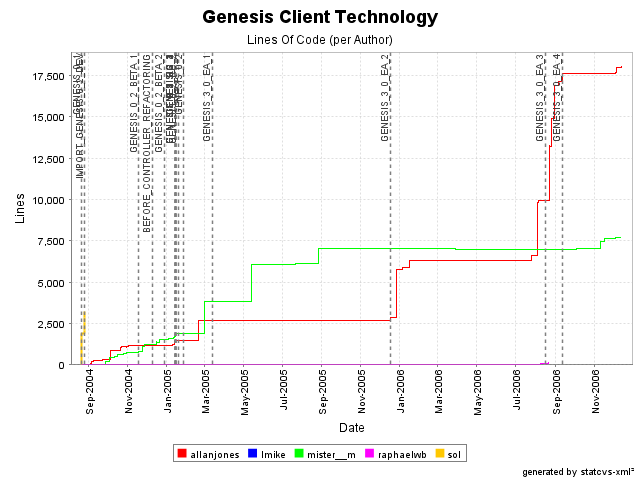 Genesis Client Technology
Lines Of Code (per Author)
Lines
17,500
15,000
12,500
10,000
7,500
5,000
2,500
0
GENESIS_0_2_BETA_1
BEFORE_CONTROLLER_REFACTORING
GENESIS_0_2_BETA_2
GENESIS_3_0_EA_1
GENESIS_3_0_EA_2
GENESIS_3_0_EA_3
GENESIS_3_0_EA_4
Sep-2004
Nov-2004
Jan-2005
Mar-2005
May-2005
Jul-2005
Sep-2005
Nov-2005
Jan-2006
Mar-2006
May-2006
Jul-2006
Sep-2006
Nov-2006
Date
allanjones lmike mister__m raphaelwb sol
generated by statcvs-xml²